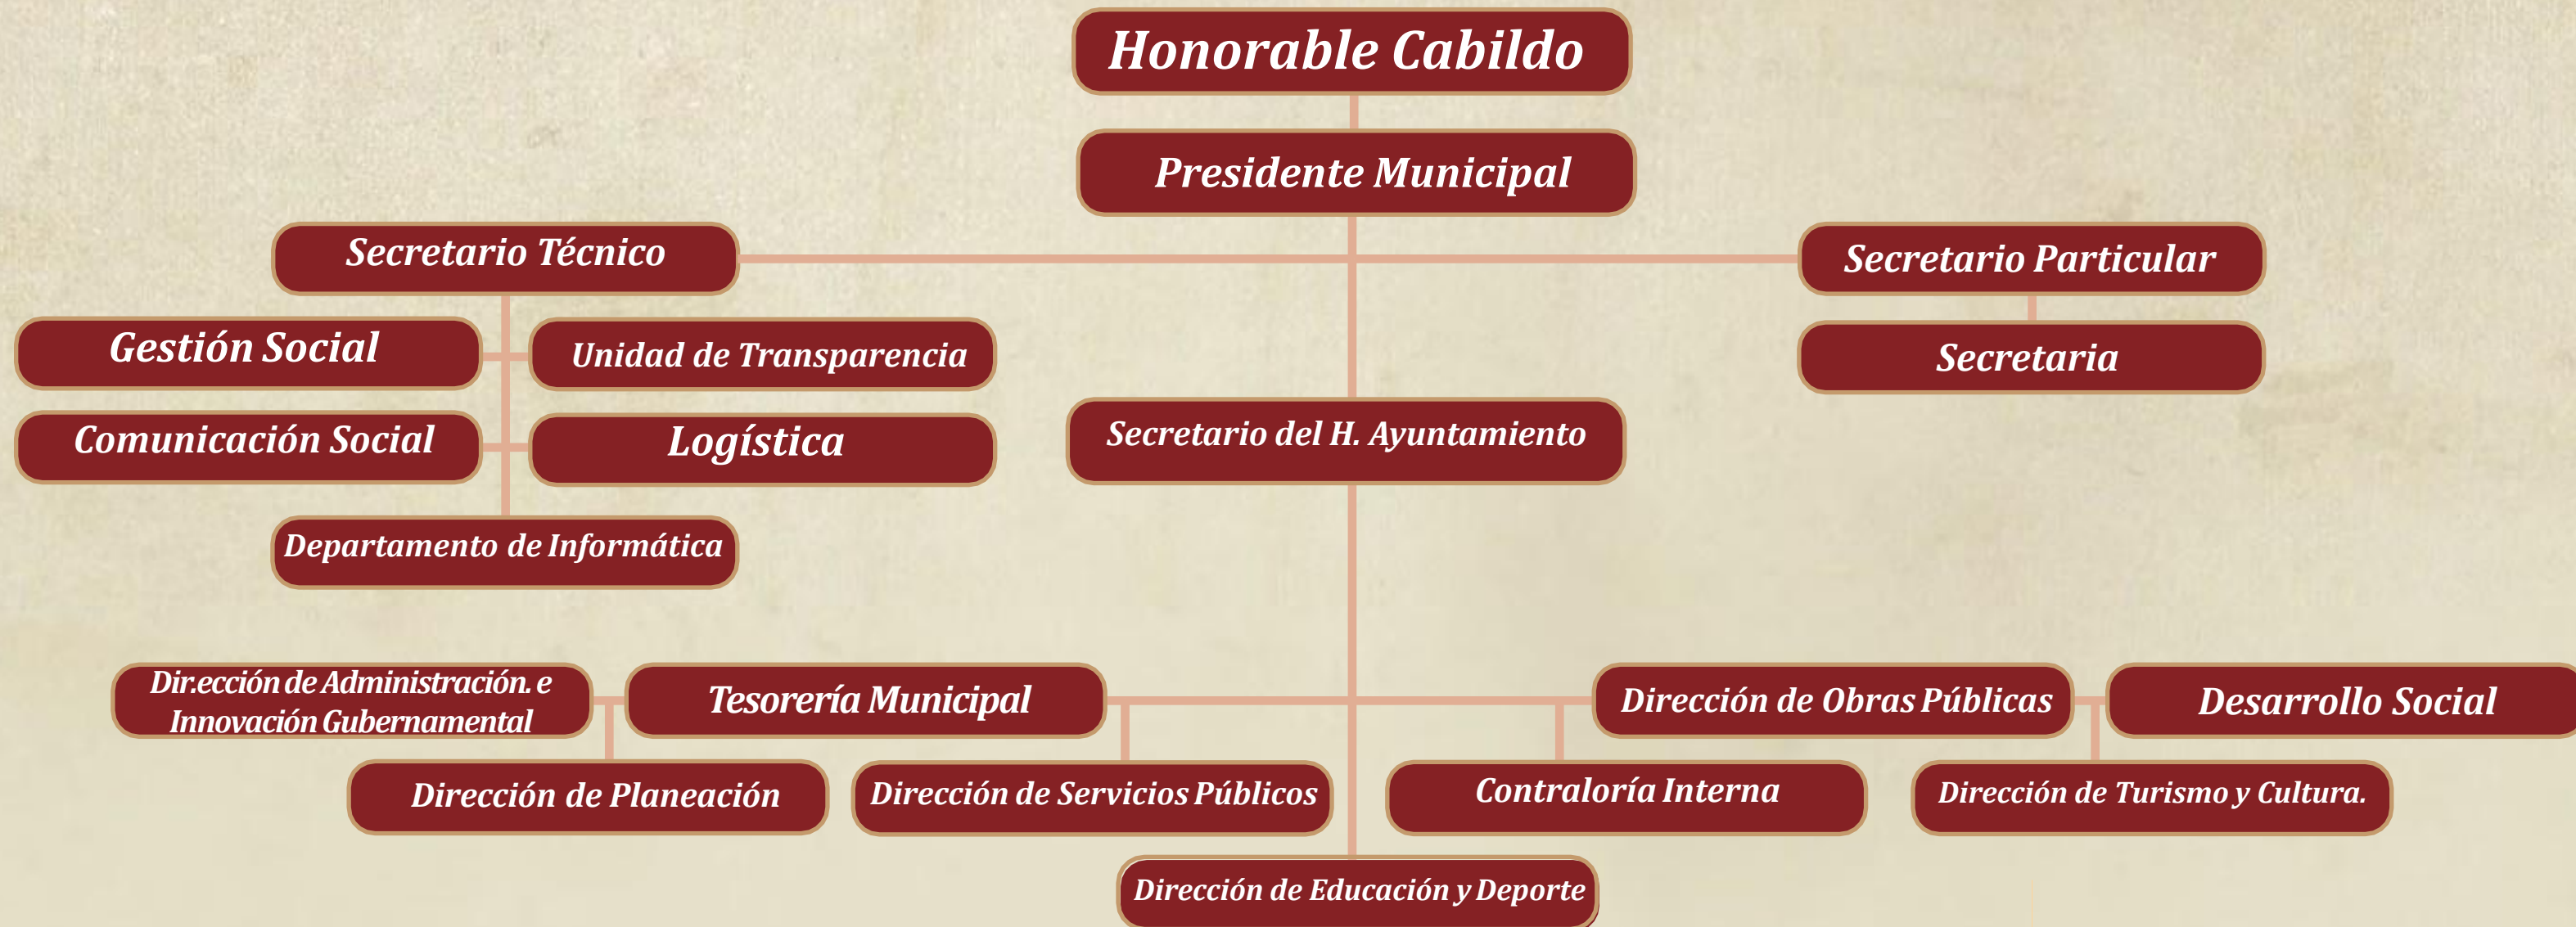 Honorable Cabildo
Presidente Municipal
Secretario Técnico
Secretario Particular
Gestión Social
Unidad de Transparencia
Secretaria
Comunicación Social
Logística
Secretario del H. Ayuntamiento
Departamento de Informática
Dir.ección de Administración. e
Innovación Gubernamental
Tesorería Municipal
Dirección de Obras Públicas
Desarrollo Social
Dirección de Planeación
Dirección de Servicios Públicos
Contraloría Interna
Dirección de Turismo y Cultura.
Dirección de Educación y Deporte